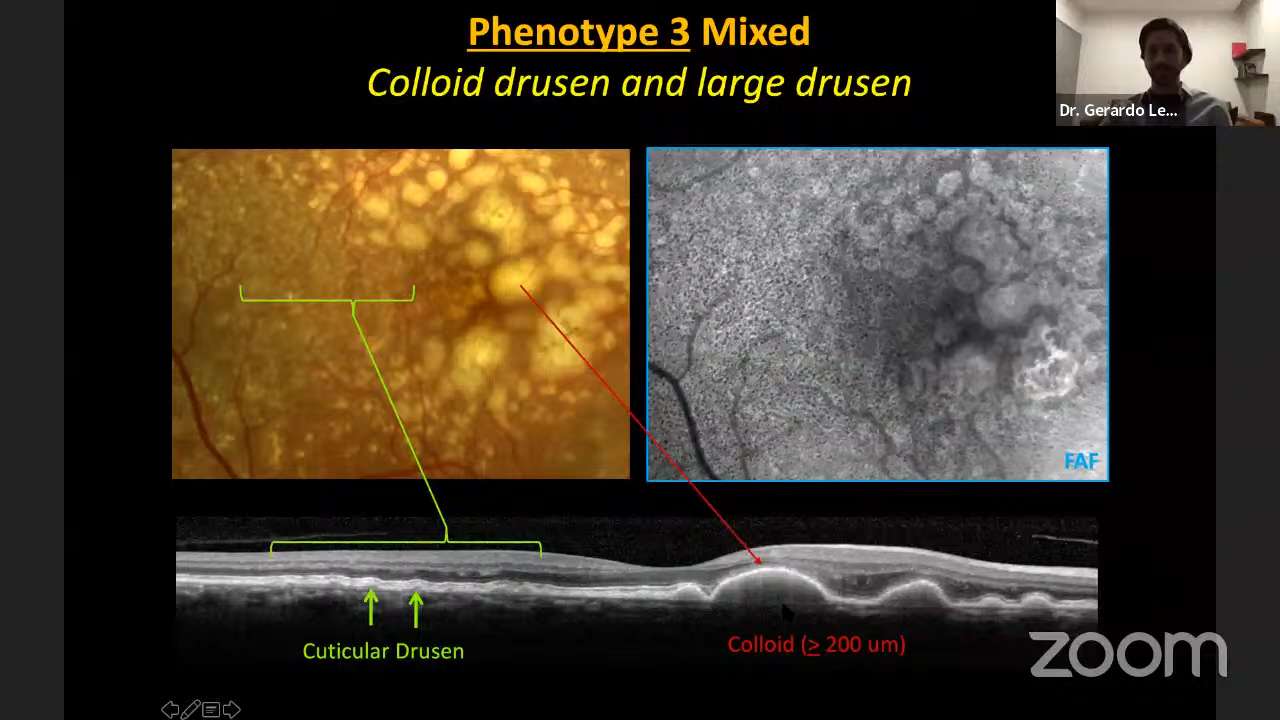 Phenotype 3 Mixed
Colloid drusen and large drusen
Dr. Gerardo Le...
FAF
Cuticular Drusen
Colloid (≥ 200 um)
zoom